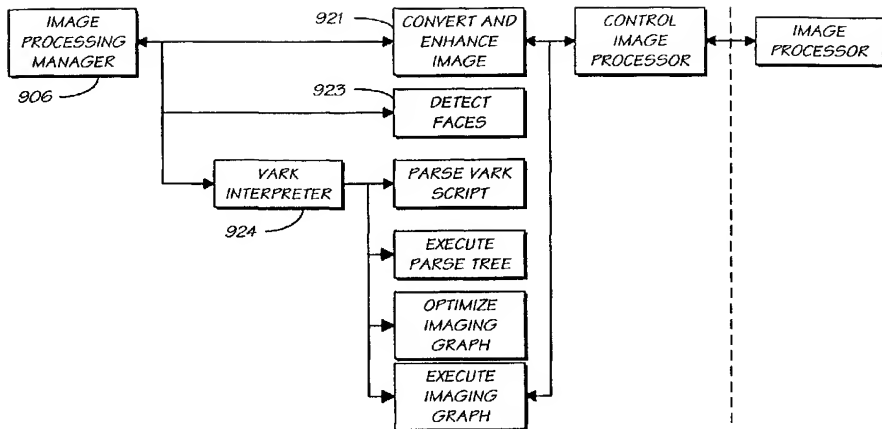 IMAGE
PROCESSING
MANAGER
906
921
CONVERT AND
ENHANCE
IMAGE
CONTROL
IMAGE
PROCESSOR
IMAGE
PROCESSOR
923
DETECT
FACES
VARK
INTERPRETER
924
PARSE VARK
SCRIPT
EXECUTE
PARSE TREE
OPTIMIZE
IMAGING
GRAPH
EXECUTE
IMAGING
GRAPH